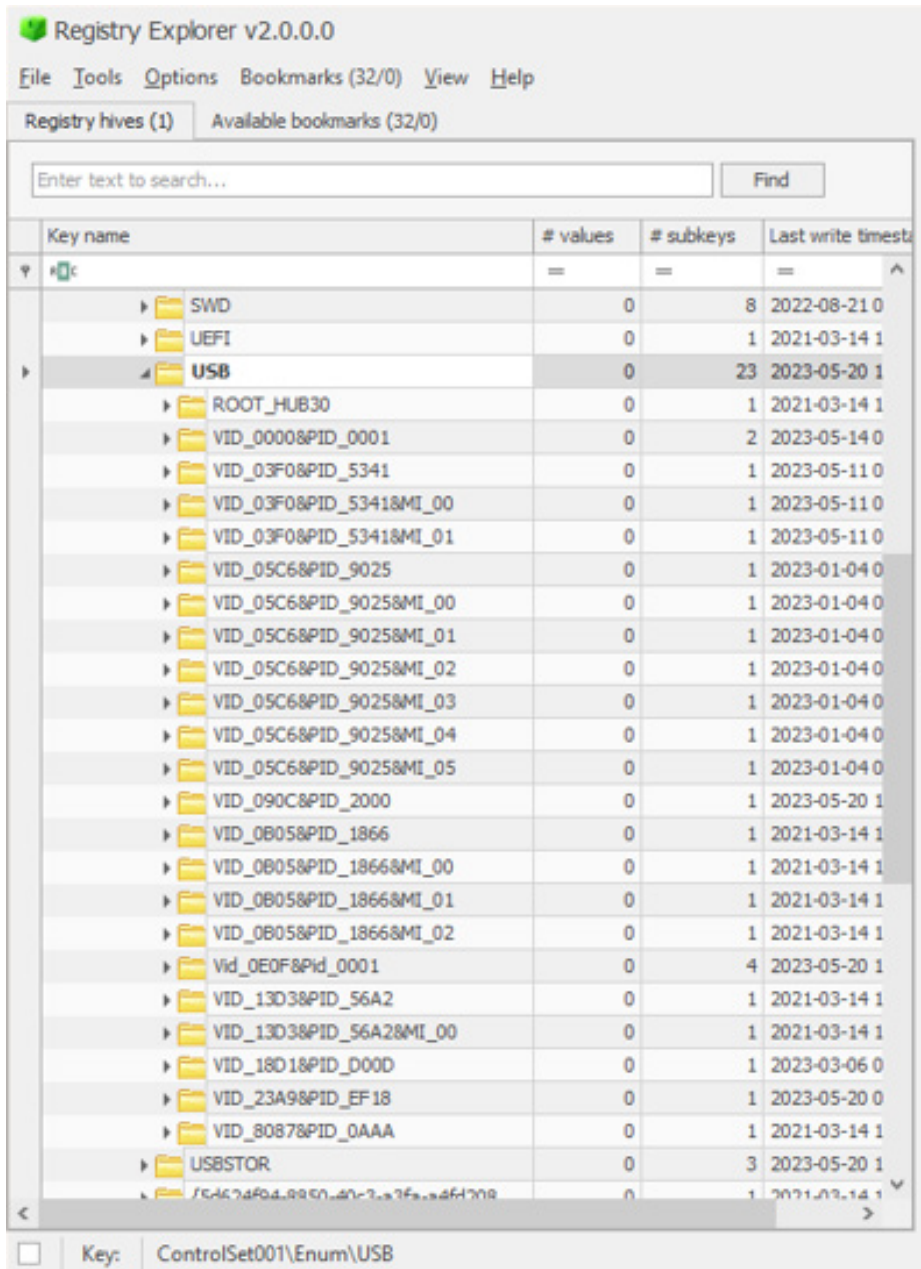 Registry Explorer v2.0.0.0
File Tools Options Bookmarks (32/0) View Help
Registry hives (1) Available bookmarks (32/0)
Enter text to search... Find
Key name # values # subkeys Last write timesta
= = =
SWD 0 8 2022-08-21 0
UEFI 0 1 2021-03-14 1
USB 0 23 2023-05-20 1
ROOT_HUB30 0 1 2021-03-14 1
VID_0000&PID_0001 0 2 2023-05-14 0
VID_03F0&PID_5341 0 1 2023-05-11 0
VID_03F0&PID_5341&MI_00 0 1 2023-05-11 0
VID_03F0&PID_5341&MI_01 0 1 2023-05-11 0
VID_05C6&PID_9025 0 1 2023-01-04 0
VID_05C6&PID_9025&MI_00 0 1 2023-01-04 0
VID_05C6&PID_9025&MI_01 0 1 2023-01-04 0
VID_05C6&PID_9025&MI_02 0 1 2023-01-04 0
VID_05C6&PID_9025&MI_03 0 1 2023-01-04 0
VID_05C6&PID_9025&MI_04 0 1 2023-01-04 0
VID_05C6&PID_9025&MI_05 0 1 2023-01-04 0
VID_090C&PID_2000 0 1 2023-05-20 1
VID_0B05&PID_1866 0 1 2021-03-14 1
VID_0B05&PID_1866&MI_00 0 1 2021-03-14 1
VID_0B05&PID_1866&MI_01 0 1 2021-03-14 1
VID_0B05&PID_1866&MI_02 0 1 2021-03-14 1
Vid_0E0F&Pid_0001 0 4 2023-05-20 1
VID_13D3&PID_56A2 0 1 2021-03-14 1
VID_13D3&PID_56A2&MI_00 0 1 2021-03-14 1
VID_18D1&PID_D00D 0 1 2023-03-06 0
VID_23A9&PID_EF18 0 1 2023-05-20 0
VID_8087&PID_0AAA 0 1 2021-03-14 1
USBSTOR 0 3 2023-05-20 1
0 1 2021-03-14 1
Key: ControlSet001\Enum\USB